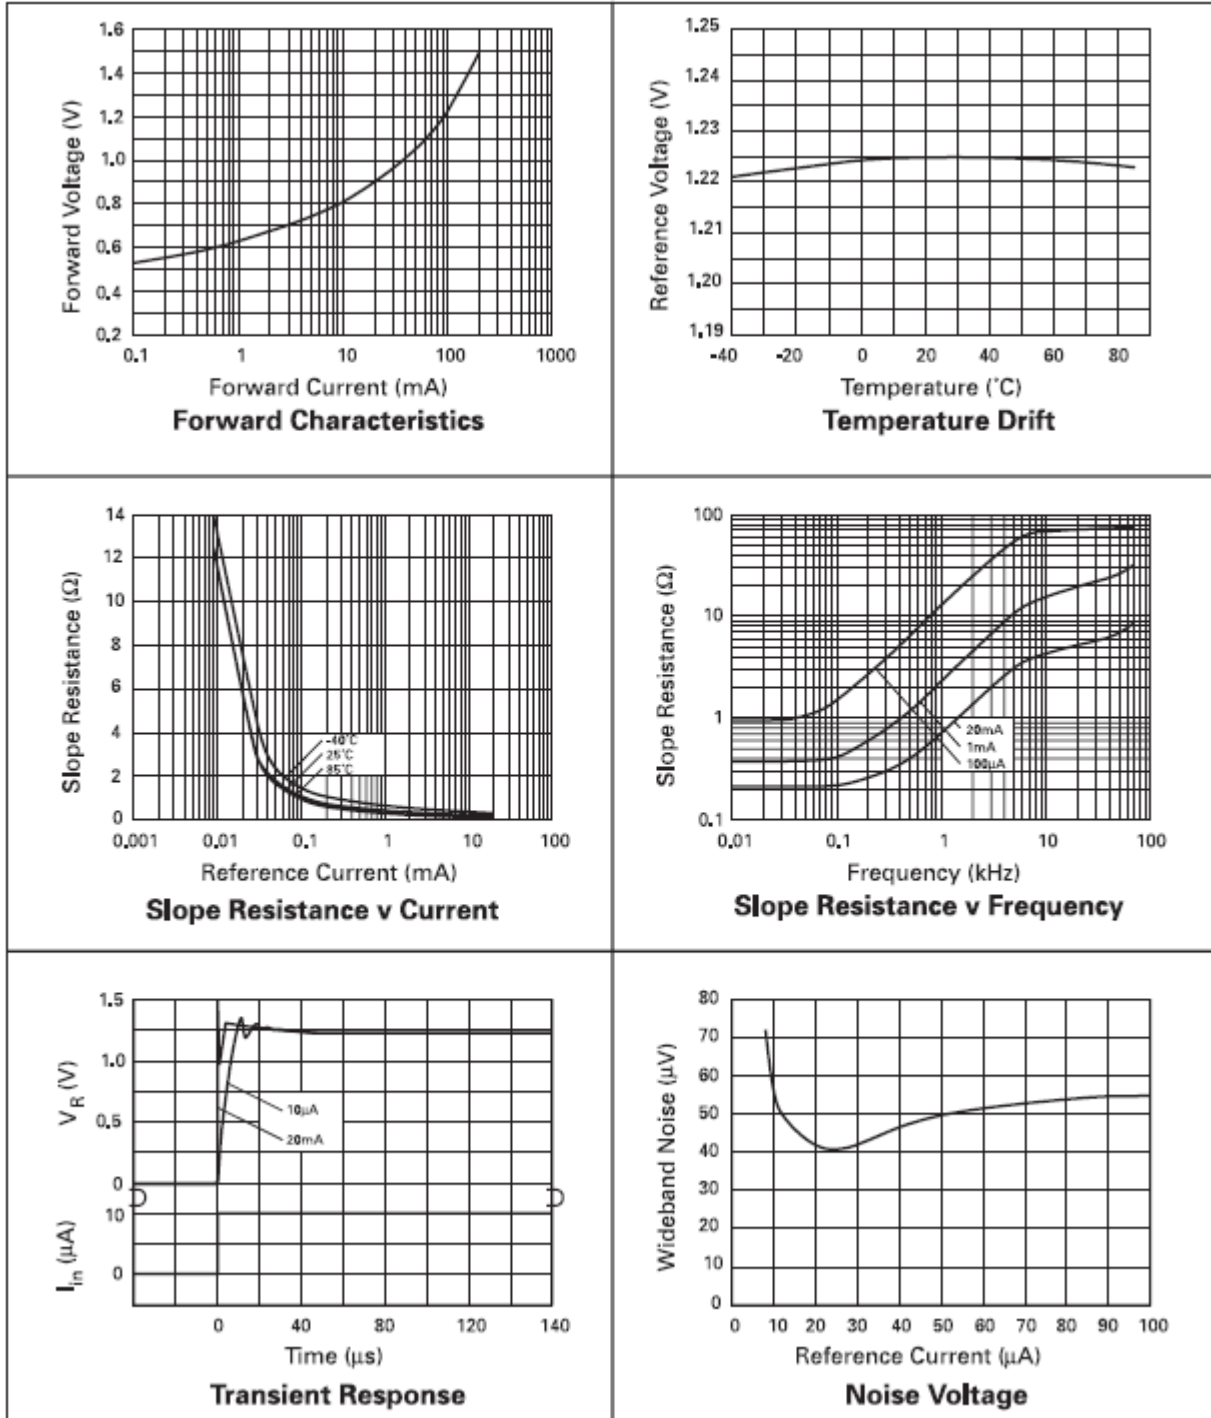 1.6
1.4
1.2
1.0
0.8
0.6
0.4
0.2
Forward Voltage (V)
0.1 1 10 100 1000
Forward Current (mA)
Forward Characteristics
1.25
1.24
1.23
1.22
1.21
1.20
1.19
Reference Voltage (V)
-40 -20 0 20 40 60 80
Temperature (°C)
Temperature Drift
14
12
10
8
6
4
2
0
Slope Resistance (Ω)
-40°C
25°C
85°C
0.001 0.01 0.1 1 10 100
Reference Current (mA)
Slope Resistance v Current
100
10
1
0.1
Slope Resistance (Ω)
20mA
1mA
100μA
0.01 0.1 1 10 100
Frequency (kHz)
Slope Resistance v Frequency
1.5
1.0
0.5
0
V_R (V)
10μA
20mA
10
0
I_in (μA)
0 40 80 120 140
Time (μs)
Transient Response
80
70
60
50
40
30
20
10
0
Wideband Noise (μV)
0 10 20 30 40 50 60 70 80 90 100
Reference Current (μA)
Noise Voltage